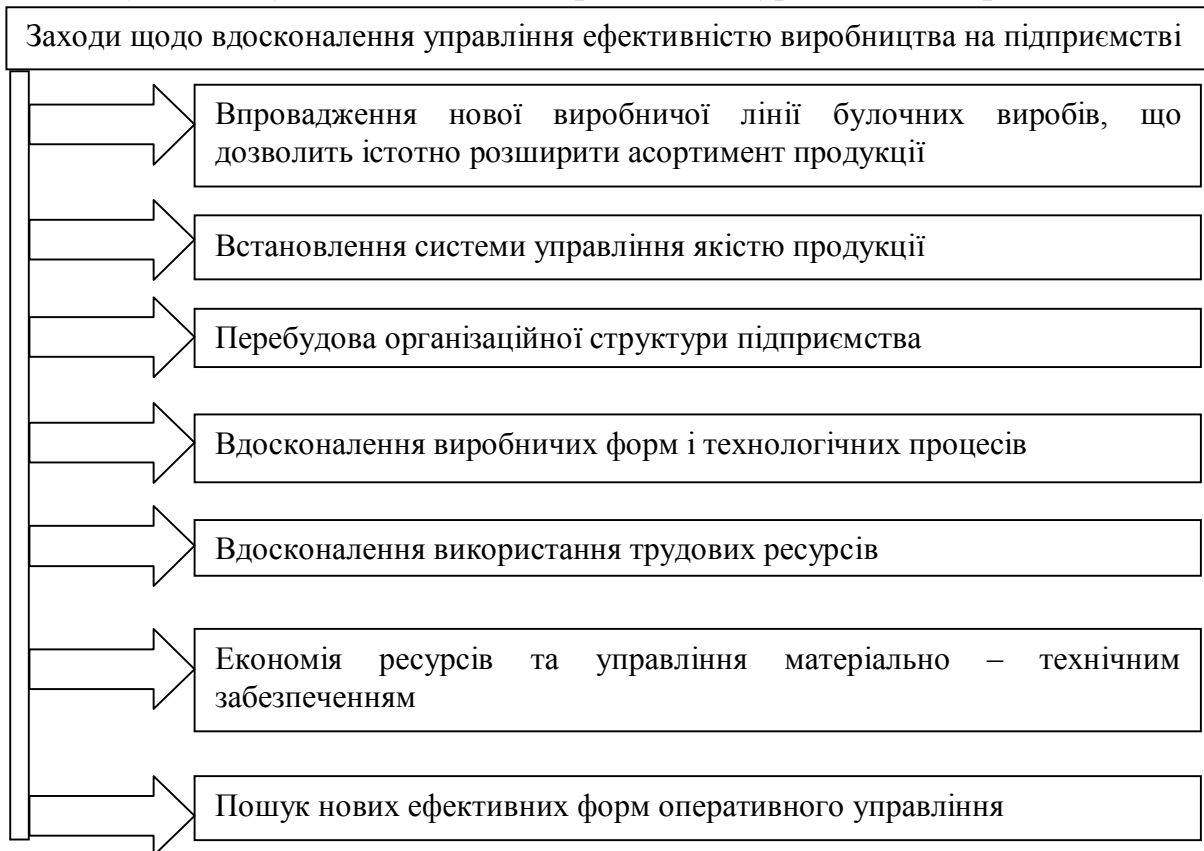 Заходи щодо вдосконалення управління ефективністю виробництва на підприємстві
Впровадження нової виробничої лінії булочних виробів, що
дозволить істотно розширити асортимент продукції
Встановлення системи управління якістю продукції
Перебудова організаційної структури підприємства
Вдосконалення виробничих форм і технологічних процесів
Вдосконалення використання трудових ресурсів
Економія ресурсів та управління матеріально – технічним
забезпеченням
Пошук нових ефективних форм оперативного управління